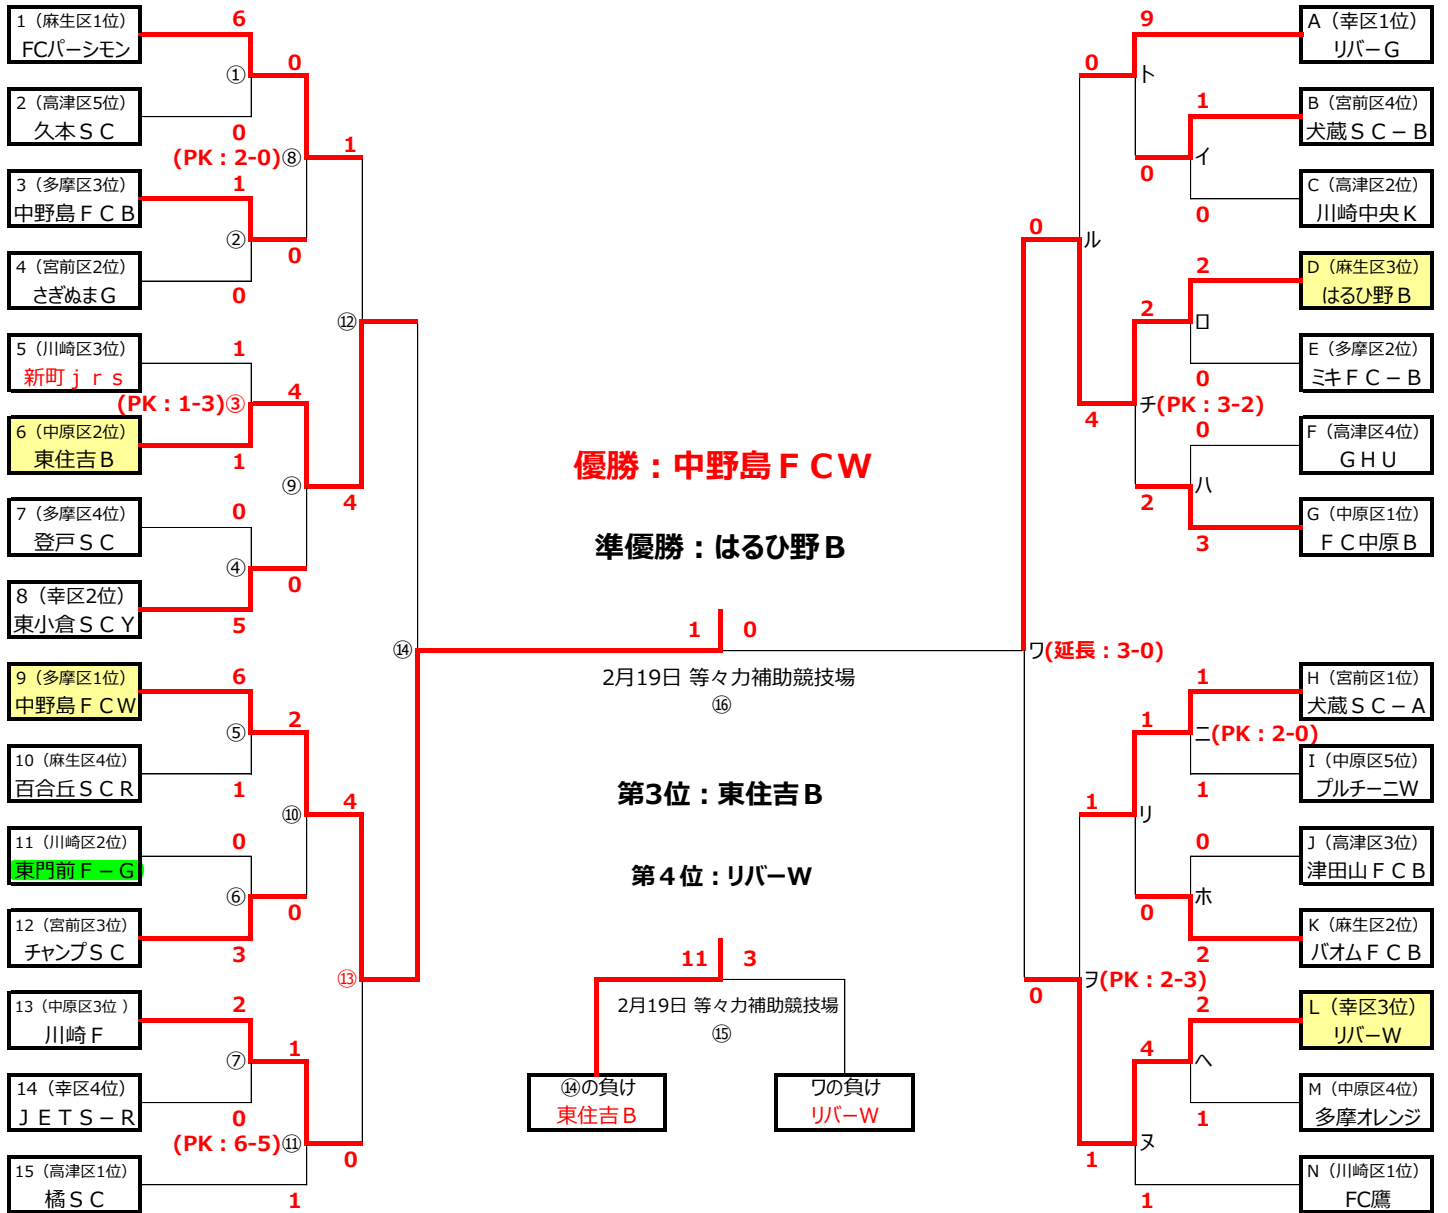 1（麻生区1位）
FCパーシモン
6
0
①
2（高津区5位）
久本ＳＣ
0
(PK：2-0)⑧
1
3（多摩区3位）
中野島ＦＣＢ
1
②
0
4（宮前区2位）
さぎぬまＧ
0
⑫
5（川崎区3位）
新町ｊｒｓ
1
4
(PK：1-3)③
6（中原区2位）
東住吉Ｂ
1
⑨
4
7（多摩区4位）
登戸ＳＣ
0
④
0
8（幸区2位）
東小倉ＳＣＹ
5
⑭
9（多摩区1位）
中野島ＦＣＷ
6
2
⑤
10（麻生区4位）
百合丘ＳＣＲ
1
⑩
4
11（川崎区2位）
東門前Ｆ－Ｇ
0
⑥
0
12（宮前区3位）
チャンプＳＣ
3
⑬
13（中原区3位）
川崎Ｆ
2
1
⑦
14（幸区4位）
ＪＥＴＳ－Ｒ
0
(PK：6-5)⑪
0
15（高津区1位）
橘ＳＣ
1
優勝：中野島ＦＣＷ
準優勝：はるひ野Ｂ
1
0
2月19日 等々力補助競技場
⑯
第3位：東住吉Ｂ
第４位：リバーW
11
3
2月19日 等々力補助競技場
⑮
⑭の負け
東住吉Ｂ
ワの負け
リバーW
9
A（幸区1位）
リバーＧ
0
ト
1
B（宮前区4位）
犬蔵ＳＣ－Ｂ
0
イ
C（高津区2位）
川崎中央Ｋ
0
0
ル
2
D（麻生区3位）
はるひ野Ｂ
2
ロ
E（多摩区2位）
ミキＦＣ－Ｂ
0
4
チ(PK：3-2)
0
F（高津区4位）
ＧＨＵ
2
ハ
G（中原区1位）
ＦＣ中原Ｂ
3
ワ(延長：3-0)
1
H（宮前区1位）
犬蔵ＳＣ－Ａ
1
ニ(PK：2-0)
I（中原区5位）
プルチーニW
1
1
リ
0
J（高津区3位）
津田山ＦＣＢ
0
ホ
K（麻生区2位）
バオムＦＣＢ
2
0
ヲ(PK：2-3)
2
L（幸区3位）
リバーW
4
ヘ
M（中原区4位）
多摩オレンジ
1
1
ヌ
N（川崎区1位）
FC鷹
1